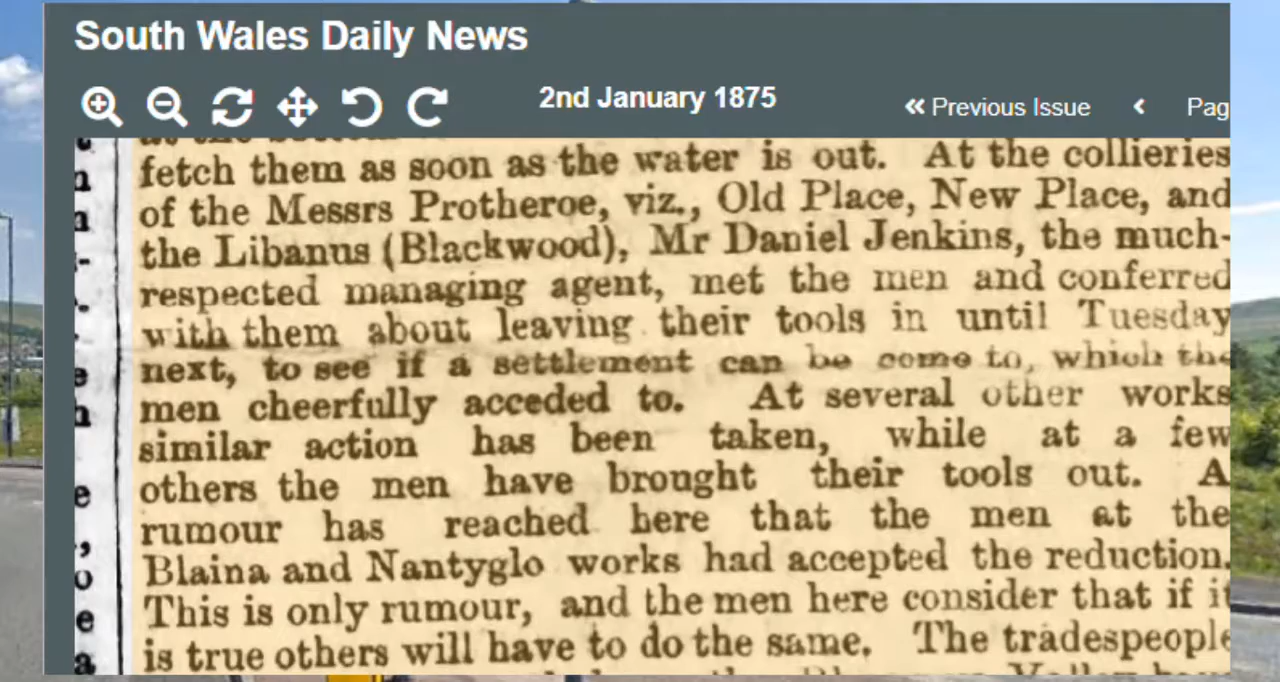 South Wales Daily News
2nd January 1875
Previous Issue
Pag
fetch them as soon as the water is out. At the collieries
of the Messrs Protheroe, viz., Old Place, New Place, and
the Libanus (Blackwood), Mr Daniel Jenkins, the much-
respected managing agent, met the men and conferred
with them about leaving their tools in until Tuesday
next, to see if a settlement can be come to, which the
men cheerfully acceded to. At several other works
similar action has been taken, while at a few
others the men have brought their tools out. A
rumour has reached here that the men at the
Blaina and Nantyglo works had accepted the reduction.
This is only rumour, and the men here consider that if it
is true others will have to do the same. The tradespeople